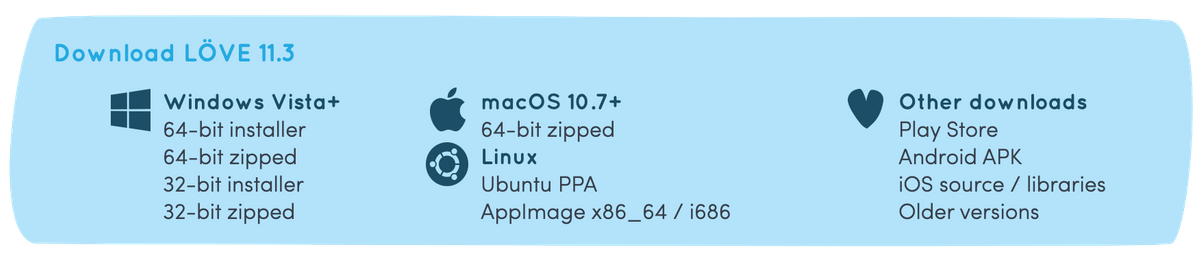 Download LÖVE 11.3
Windows Vista+
64-bit installer
64-bit zipped
32-bit installer
32-bit zipped
macOS 10.7+
64-bit zipped
Linux
Ubuntu PPA
AppImage x86_64 / i686
Other downloads
Play Store
Android APK
iOS source / libraries
Older versions